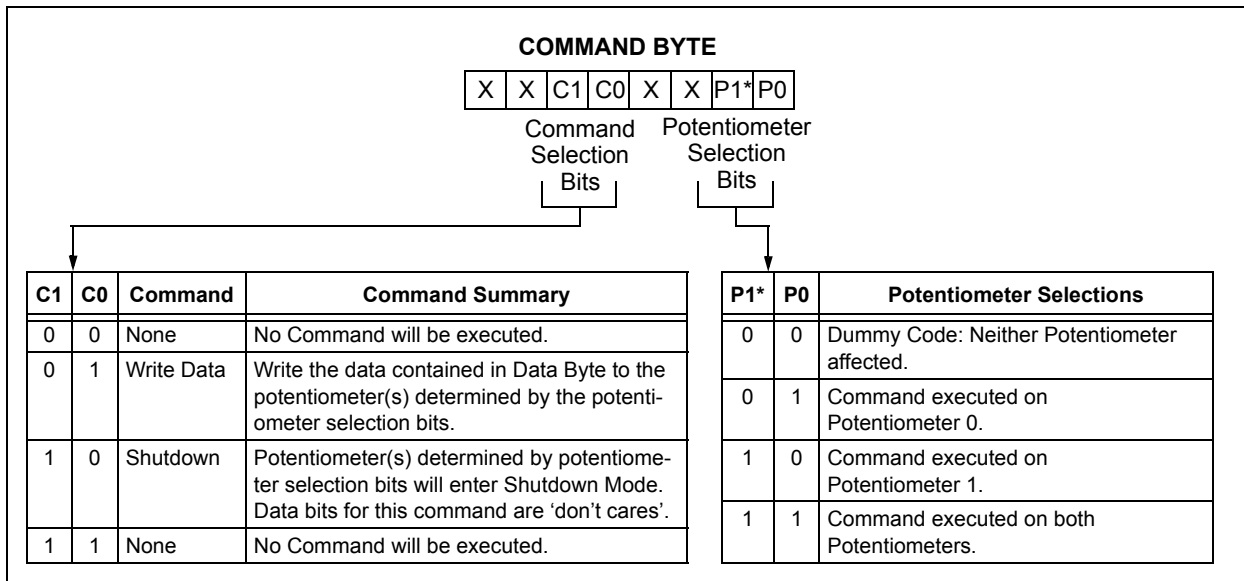 COMMAND BYTE
X X C1 C0 X X P1* P0
Command
Selection
Bits
Potentiometer
Selection
Bits
C1 C0 Command Command Summary
0 0 None No Command will be executed.
0 1 Write Data Write the data contained in Data Byte to the
potentiometer(s) determined by the potenti-
ometer selection bits.
1 0 Shutdown Potentiometer(s) determined by potentiome-
ter selection bits will enter Shutdown Mode.
Data bits for this command are ‘don’t cares’.
1 1 None No Command will be executed.
P1* P0 Potentiometer Selections
0 0 Dummy Code: Neither Potentiometer
affected.
0 1 Command executed on
Potentiometer 0.
1 0 Command executed on
Potentiometer 1.
1 1 Command executed on both
Potentiometers.